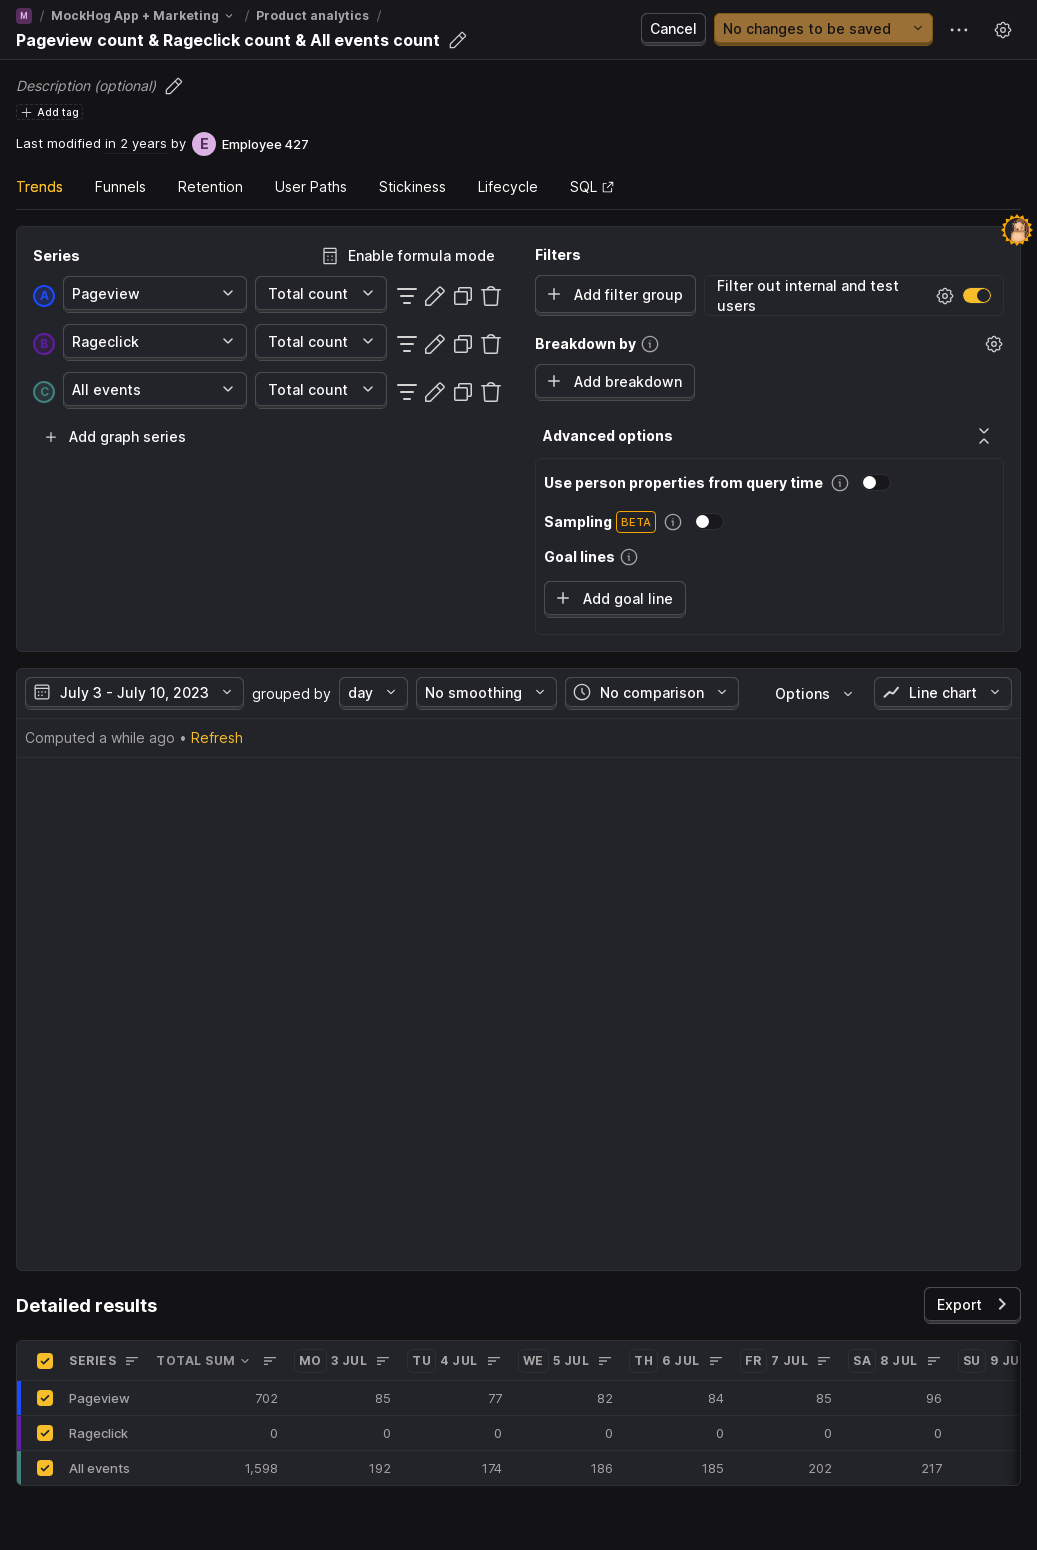 M / MockHog App + Marketing / Product analytics /
Pageview count & Rageclick count & All events count
Cancel
No changes to be saved
Description (optional)
Add tag
Last modified in 2 years by E Employee 427
Trends Funnels Retention User Paths Stickiness Lifecycle SQL
Series
Enable formula mode
A Pageview Total count
B Rageclick Total count
C All events Total count
Add graph series
Filters
Add filter group
Filter out internal and test
users
Breakdown by
Add breakdown
Advanced options
Use person properties from query time
Sampling BETA
Goal lines
Add goal line
July 3 - July 10, 2023 grouped by day No smoothing No comparison Options Line chart
Computed a while ago • Refresh
Detailed results
Export
SERIES TOTAL SUM MO 3 JUL TU 4 JUL WE 5 JUL TH 6 JUL FR 7 JUL SA 8 JUL SU 9 JU
Pageview 702 85 77 82 84 85 96
Rageclick 0 0 0 0 0 0 0
All events 1,598 192 174 186 185 202 217